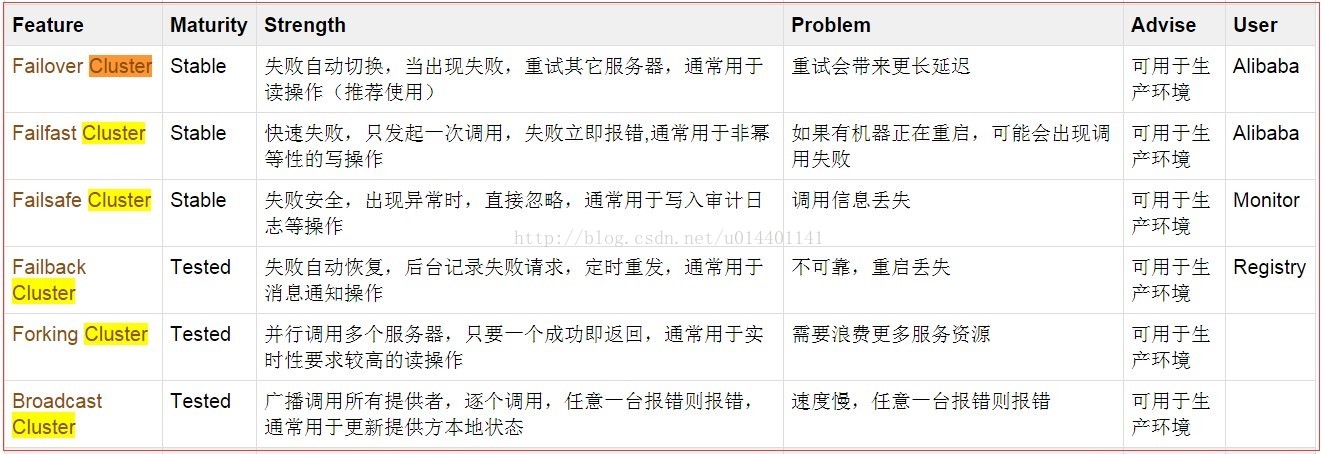 Feature Maturity Strength Problem Advise User
Failover Cluster Stable 失败自动切换，当出现失败，重试其它服务器，通常用于 重试会带来更长延迟 可用于生 Alibaba
读操作（推荐使用） 产环境
Failfast Cluster Stable 快速失败，只发起一次调用，失败立即报错,通常用于非幂 如果有机器正在重启，可能会出现调 可用于生 Alibaba
等性的写操作 用失败 产环境
Failsafe Cluster Stable 失败安全，出现异常时，直接忽略，通常用于写入审计日 调用信息丢失 可用于生 Monitor
志等操作 产环境
http://blog.csdn.net/u014401141
Failback Tested 失败自动恢复，后台记录失败请求，定时重发，通常用于 不可靠，重启丢失 可用于生 Registry
Cluster 消息通知操作 产环境
Forking Cluster Tested 并行调用多个服务器，只要一个成功即返回，通常用于实 需要浪费更多服务资源 可用于生
时性要求较高的读操作 产环境
Broadcast Tested 广播调用所有提供者，逐个调用，任意一台报错则报错， 速度慢，任意一台报错则报错 可用于生
Cluster 通常用于更新提供方本地状态 产环境